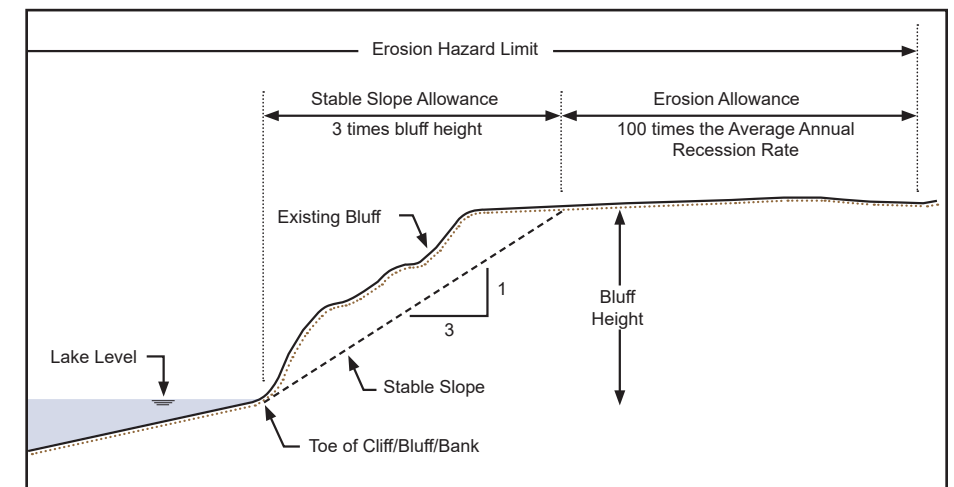 Erosion Hazard Limit
Stable Slope Allowance
3 times bluff height
Erosion Allowance
100 times the Average Annual
Recession Rate
Existing Bluff
1
3
Bluff
Height
Lake Level
Stable Slope
Toe of Cliff/Bluff/Bank